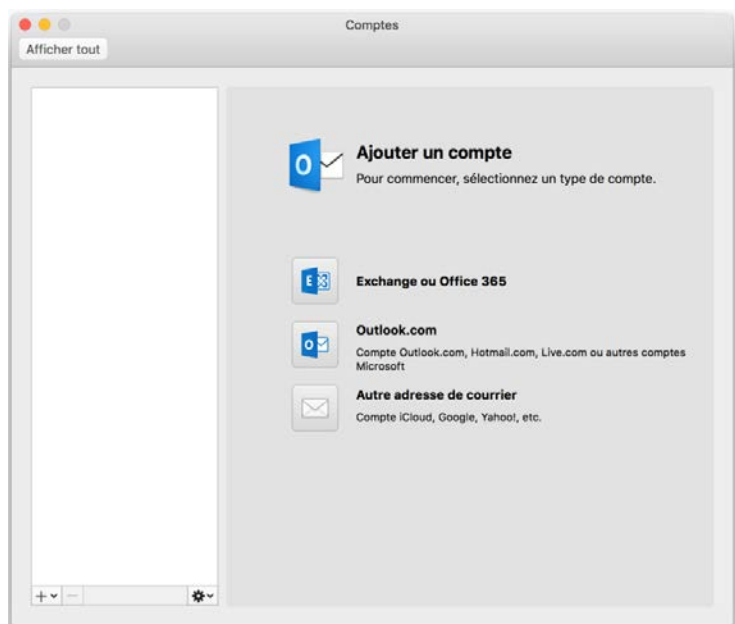 Comptes
Afficher tout
Ajouter un compte
Pour commencer, sélectionnez un type de compte.
Exchange ou Office 365
Outlook.com
Compte Outlook.com, Hotmail.com, Live.com ou autres comptes
Microsoft
Autre adresse de courrier
Compte iCloud, Google, Yahoo!, etc.